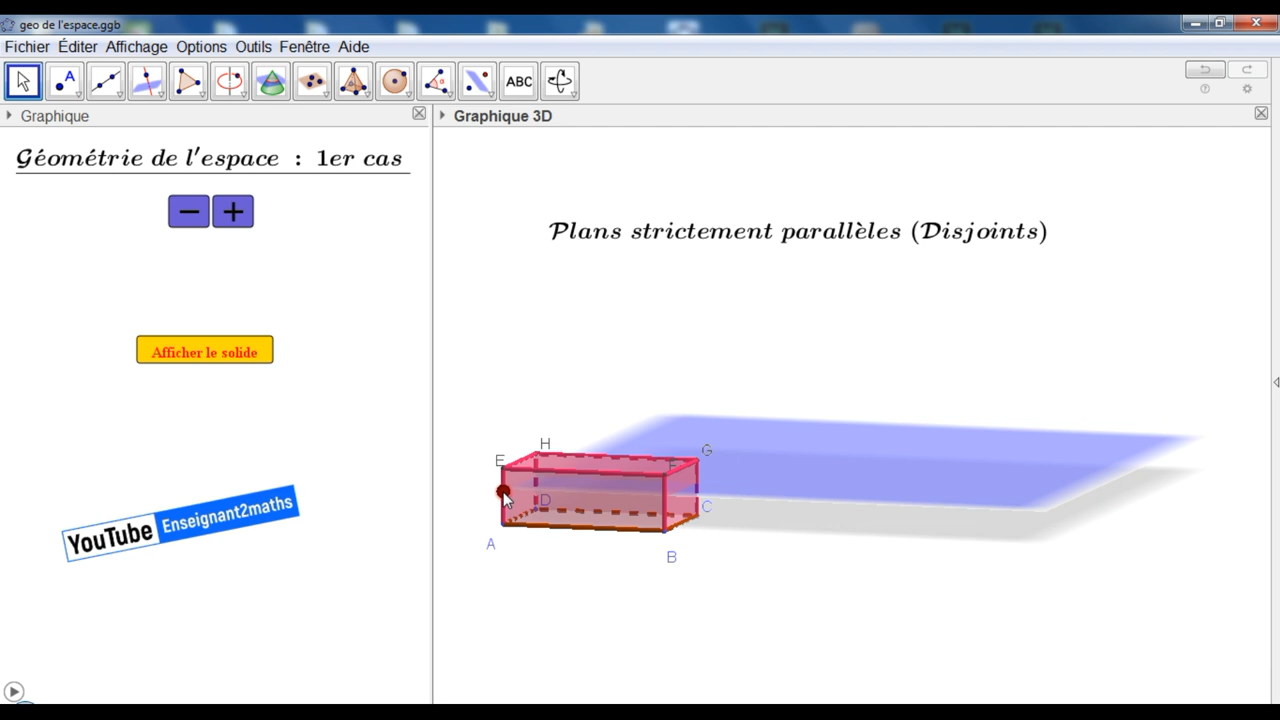 geo de l'espace.ggb
Fichier Éditer Affichage Options Outils Fenêtre Aide
A
ABC
Graphique
Graphique 3D
Géométrie de l'espace : 1er cas
− +
Plans strictement parallèles (Disjoints)
Afficher le solide
H
G
E
F
D
C
A
B
YouTube Enseignant2maths